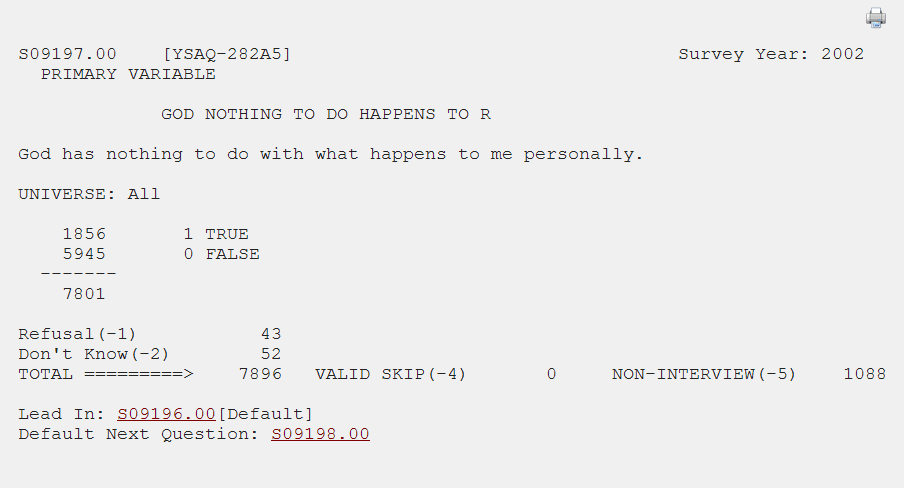 S09197.00    [YSAQ-282A5]    Survey Year: 2002
PRIMARY VARIABLE
GOD NOTHING TO DO HAPPENS TO R
God has nothing to do with what happens to me personally.
UNIVERSE: All
1856    1 TRUE
5945    0 FALSE
-------
7801
Refusal(-1)    43
Don't Know(-2)    52
TOTAL =========>    7896    VALID SKIP(-4)    0    NON-INTERVIEW(-5)    1088
Lead In: S09196.00[Default]
Default Next Question: S09198.00